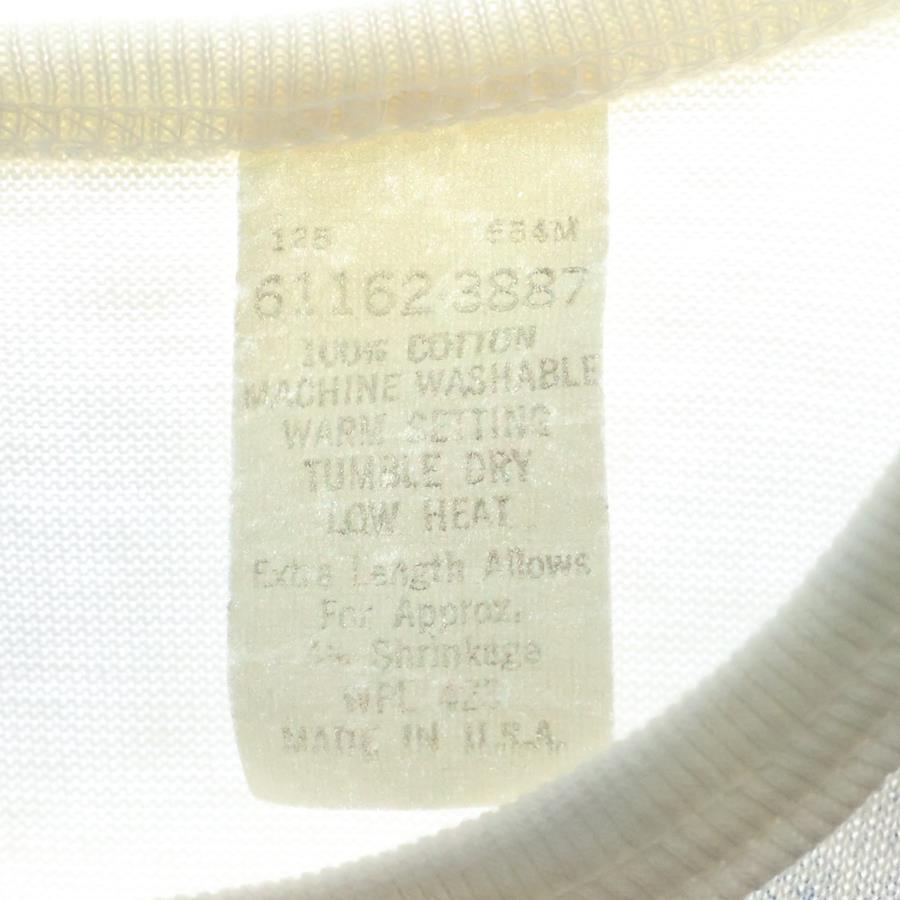 125 654M
61162 3887
100% COTTON
MACHINE WASHABLE
WARM SETTING
TUMBLE DRY
LOW HEAT
Extra Length Allows
For Approx.
Shrinkage
WPL
MADE IN U.S.A.